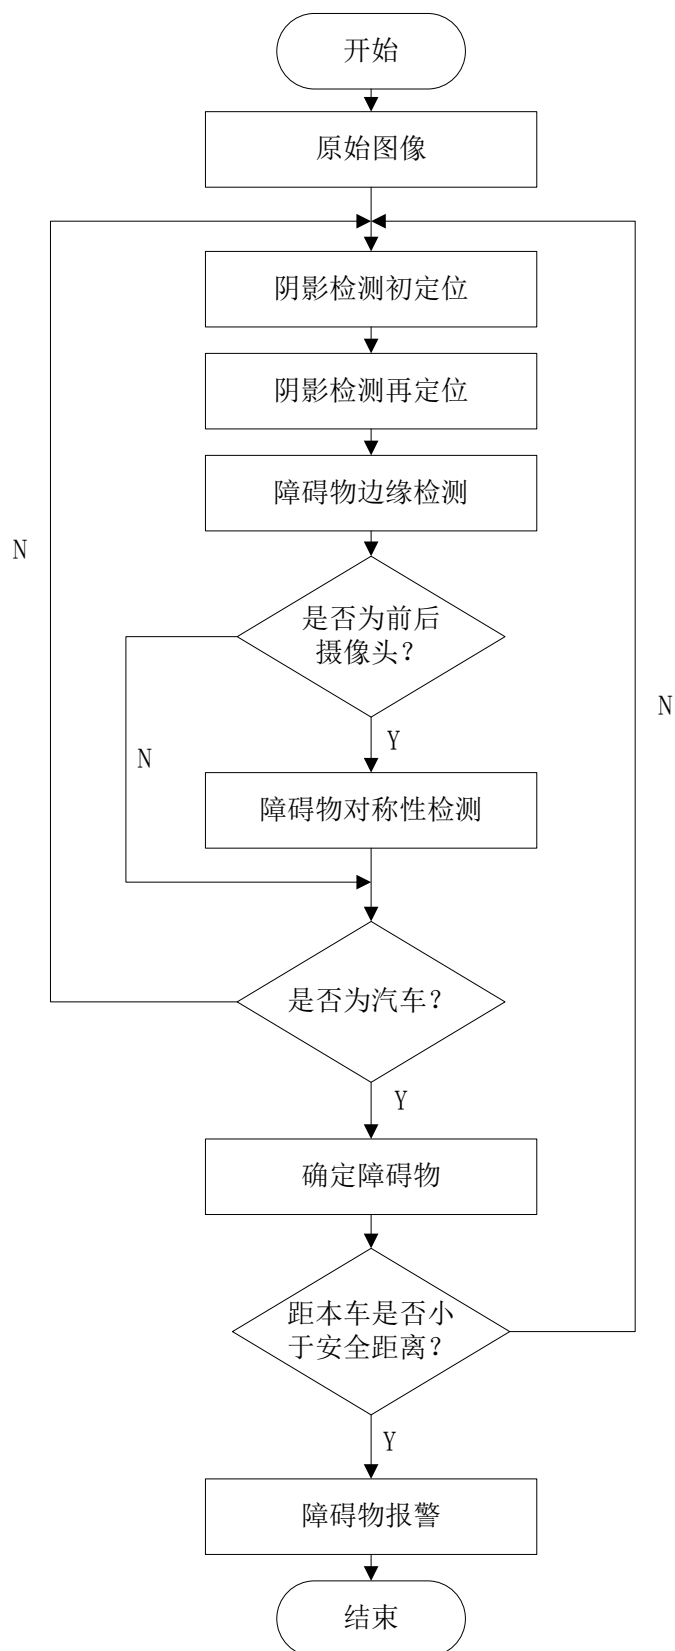 开始
原始图像
阴影检测初定位
阴影检测再定位
障碍物边缘检测
N
是否为前后
摄像头？
N
Y
N
障碍物对称性检测
是否为汽车？
Y
确定障碍物
距本车是否小
于安全距离？
Y
障碍物报警
结束